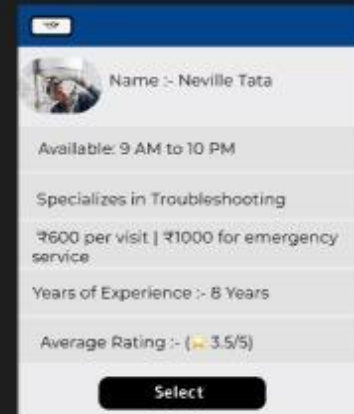 Name :- Neville Tata
Available: 9 AM to 10 PM
Specializes in Troubleshooting
₹600 per visit | ₹1000 for emergency
service
Years of Experience :- 8 Years
Average Rating :- (⭐ 3.5/5)
Select